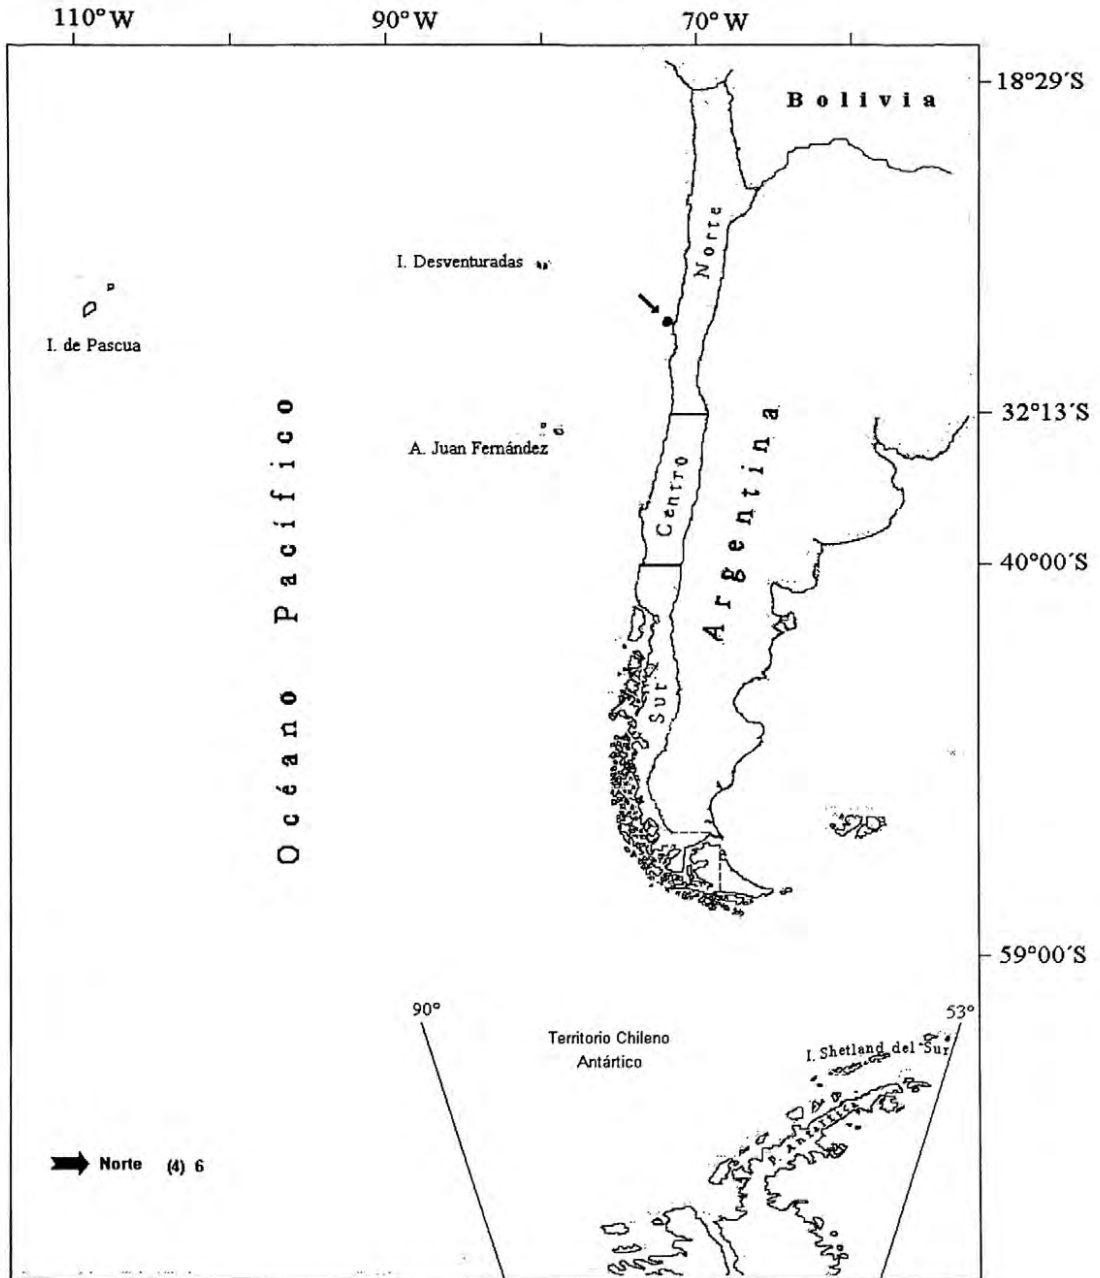 110°W 90°W 70°W
18°29´S
Bolivia
Norte
I. Desventuradas
I. de Pascua
32°13´S
A. Juan Fernández
Centro
Argentina
Océano Pacífico
40°00´S
Sur
59°00´S
90° 53°
Territorio Chileno
Antártico
I. Shetland del Sur
P. Antártica
Norte (4) 6